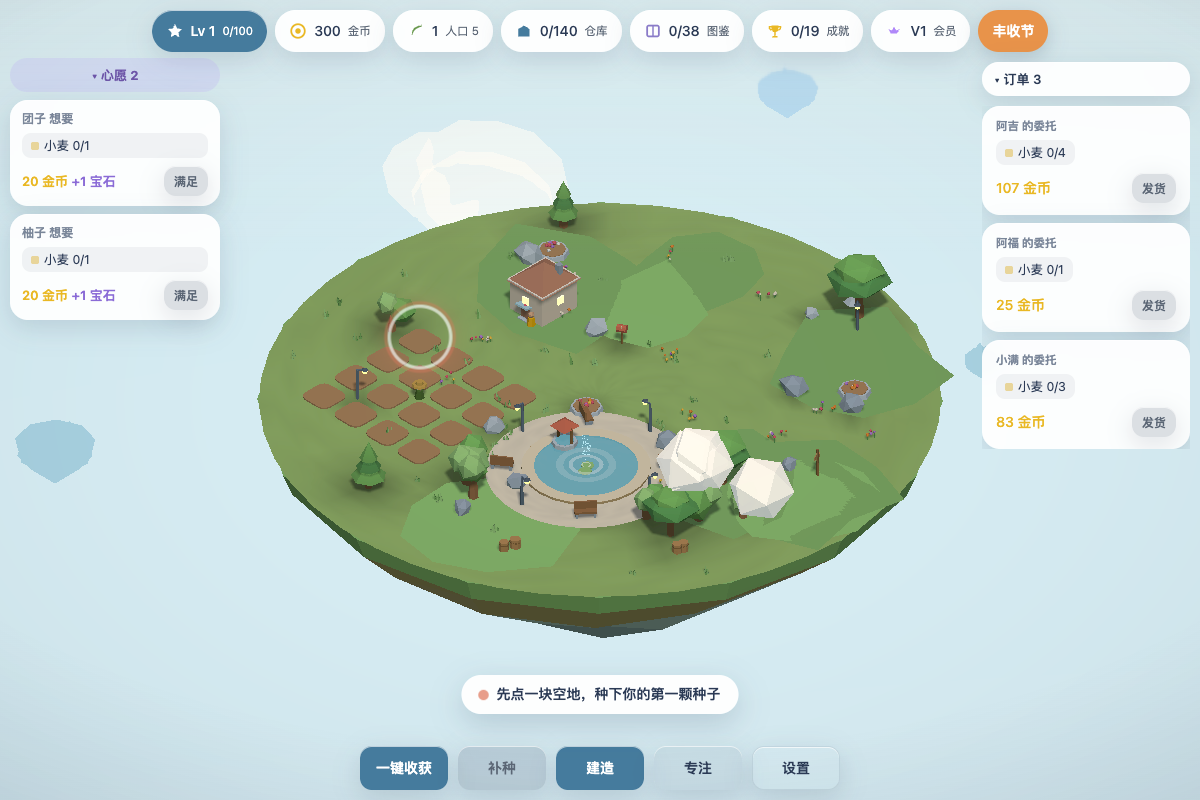 Lv 1 0/100
300 金币
1 人口 5
0/140 仓库
0/38 图鉴
0/19 成就
V1 会员
丰收节
▾ 心愿 2
团子 想要
小麦 0/1
20 金币 +1 宝石
满足
柚子 想要
小麦 0/1
20 金币 +1 宝石
满足
▾ 订单 3
阿吉 的委托
小麦 0/4
107 金币
发货
阿福 的委托
小麦 0/1
25 金币
发货
小满 的委托
小麦 0/3
83 金币
发货
先点一块空地，种下你的第一颗种子
一键收获
补种
建造
专注
设置